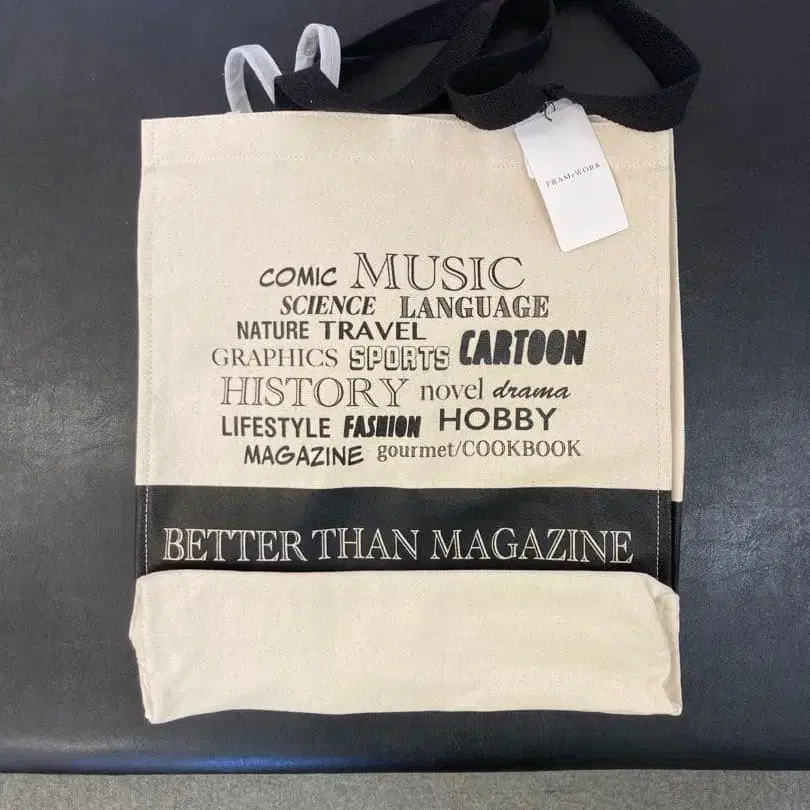 FRAMeWORK
COMIC MUSIC
SCIENCE LANGUAGE
NATURE TRAVEL
GRAPHICS SPORTS CARTOON
HISTORY novel drama
LIFESTYLE FASHION HOBBY
MAGAZINE gourmet/COOKBOOK
BETTER THAN MAGAZINE